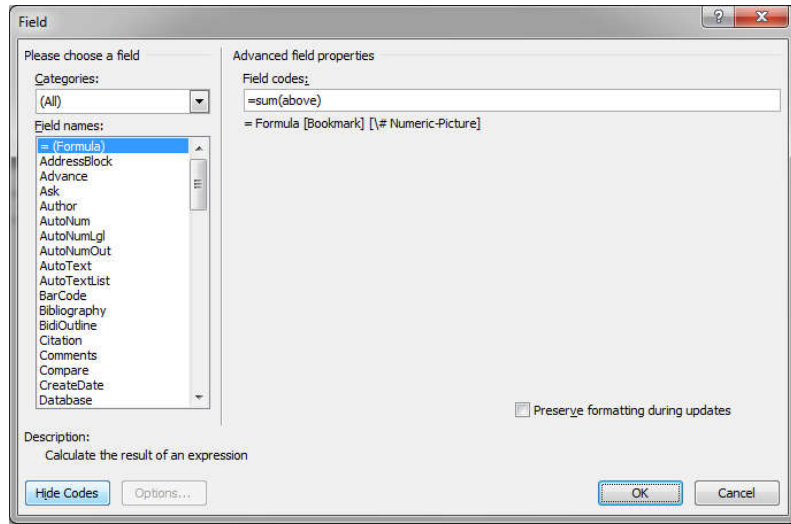 Field
Please choose a field
Categories:
(All)
Field names:
= (Formula)
AddressBlock
Advance
Ask
Author
AutoNum
AutoNumLgl
AutoNumOut
AutoText
AutoTextList
BarCode
Bibliography
BidiOutline
Citation
Comments
Compare
CreateDate
Database
Advanced field properties
Field codes:
=sum(above)
= Formula [Bookmark] [\# Numeric-Picture]
Preserve formatting during updates
Description:
Calculate the result of an expression
Hide Codes
Options...
OK
Cancel